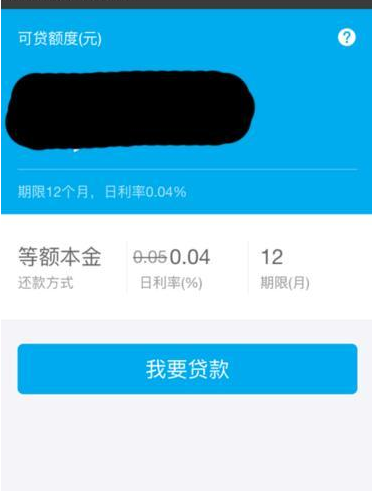 可贷额度(元)
?
期限12个月，日利率0.04%
等额本金 0.05 0.04 12
还款方式 日利率(%) 期限(月)
我要贷款